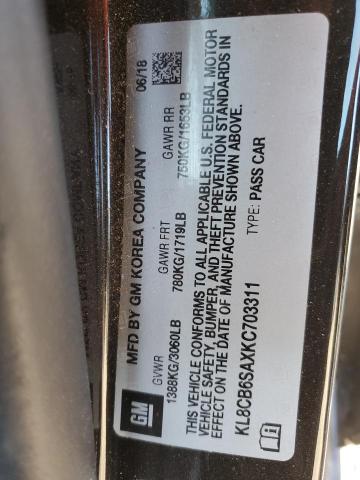 MFD BY GM KOREA COMPANY 06/18
GVWR GAWR FRT GAWR RR
1388KG/3060LB 780KG/1719LB 750KG/1653LB
THIS VEHICLE CONFORMS TO ALL APPLICABLE U.S. FEDERAL MOTOR
VEHICLE SAFETY, BUMPER, AND THEFT PREVENTION STANDARDS IN
EFFECT ON THE DATE OF MANUFACTURE SHOWN ABOVE.
KL8CB6SAXKC703311 TYPE: PASS CAR
GM